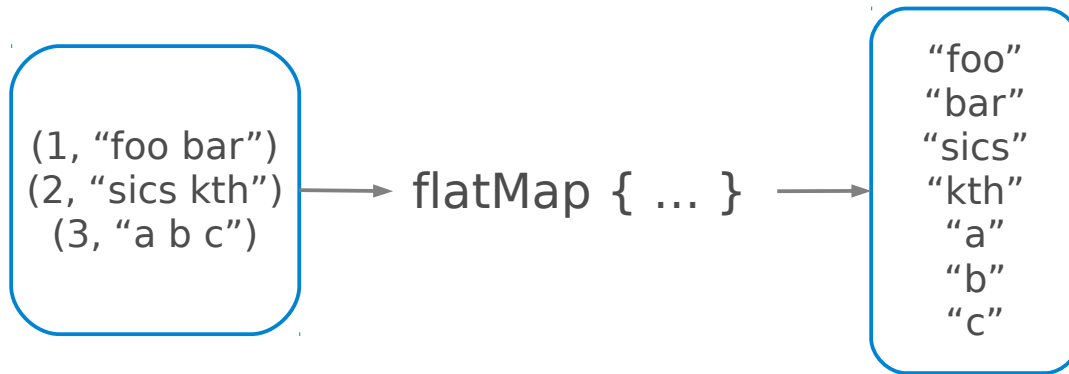 (1, “foo bar”)
(2, “sics kth”)
(3, “a b c”)
flatMap { ... }
“foo”
“bar”
“sics”
“kth”
“a”
“b”
“c”